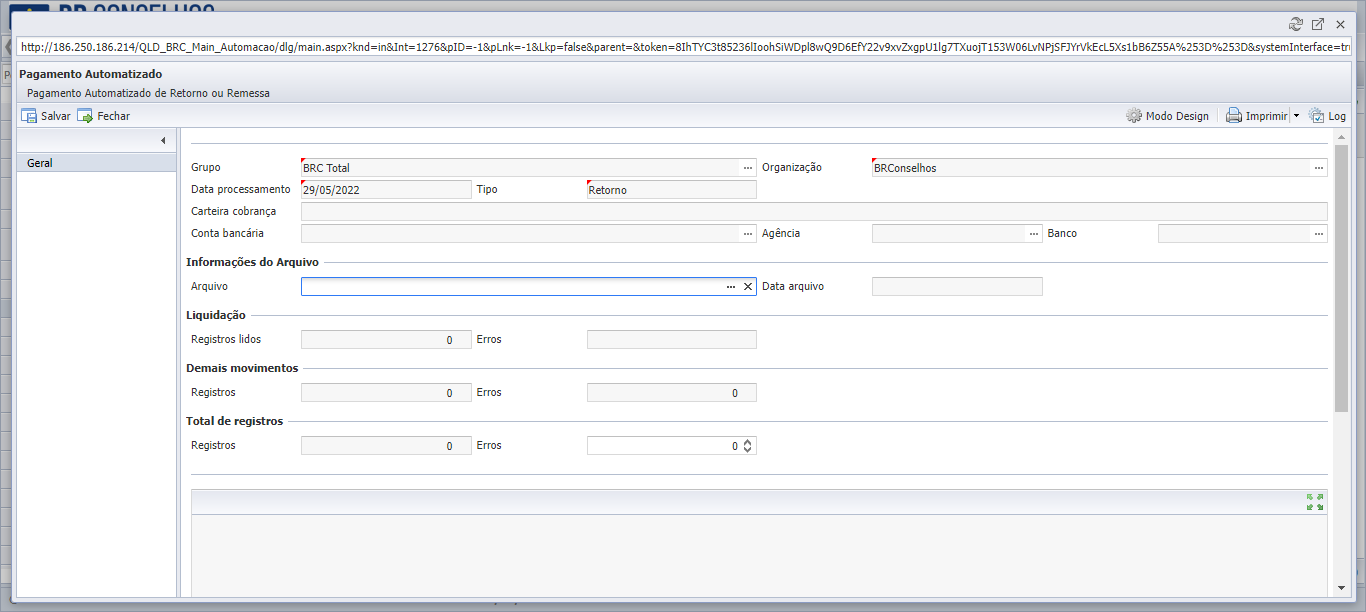 BR CONSELHOS
http://186.250.186.214/QLD_BRC_Main_Automacao/dlg/main.aspx?knd=in&Int=1276&pID=-1&pLnk=-1&Lkp=false&parent=&token=8IhTYC3t85236lIoohSiWDpl8wQ9D6EfY22v9xvZxgpU1lg7TXuojT153W06LvNPjSFJYrVkEcL5Xs1bB6Z55A%253D%253D&systemInterface=tru
Pagamento Automatizado
Pagamento Automatizado de Retorno ou Remessa
Salvar Fechar Modo Design Imprimir Log
Geral
Grupo BRC Total ... Organização BRConselhos ...
Data processamento 29/05/2022 Tipo Retorno
Carteira cobrança
Conta bancária ... Agência ... Banco ...
Informações do Arquivo
Arquivo ... Data arquivo
Liquidação
Registros lidos 0 Erros
Demais movimentos
Registros 0 Erros 0
Total de registros
Registros 0 Erros 0